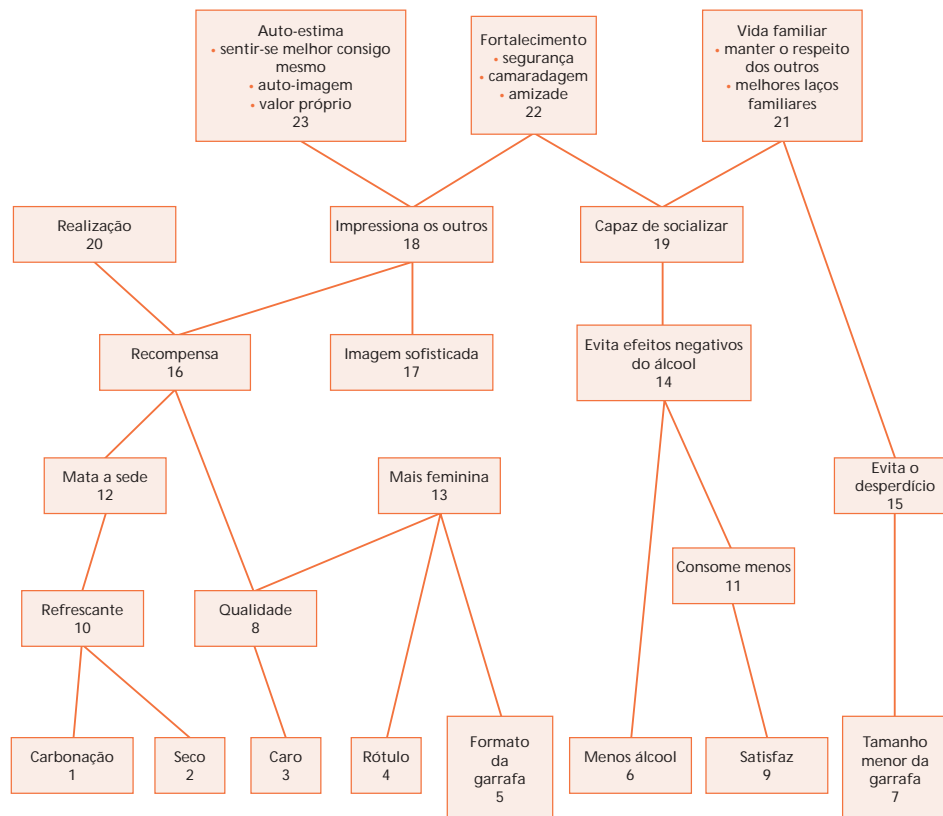 Auto-estima
• sentir-se melhor consigo
mesmo
• auto-imagem
• valor próprio
23
Fortalecimento
• segurança
• camaradagem
• amizade
22
Vida familiar
• manter o respeito
dos outros
• melhores laços
familiares
21
Realização
20
Impressiona os outros
18
Capaz de socializar
19
Recompensa
16
Imagem sofisticada
17
Evita efeitos negativos
do álcool
14
Mata a sede
12
Mais feminina
13
Evita o
desperdício
15
Consome menos
11
Refrescante
10
Qualidade
8
Carbonação
1
Seco
2
Caro
3
Rótulo
4
Formato
da
garrafa
5
Menos álcool
6
Satisfaz
9
Tamanho
menor da
garrafa
7